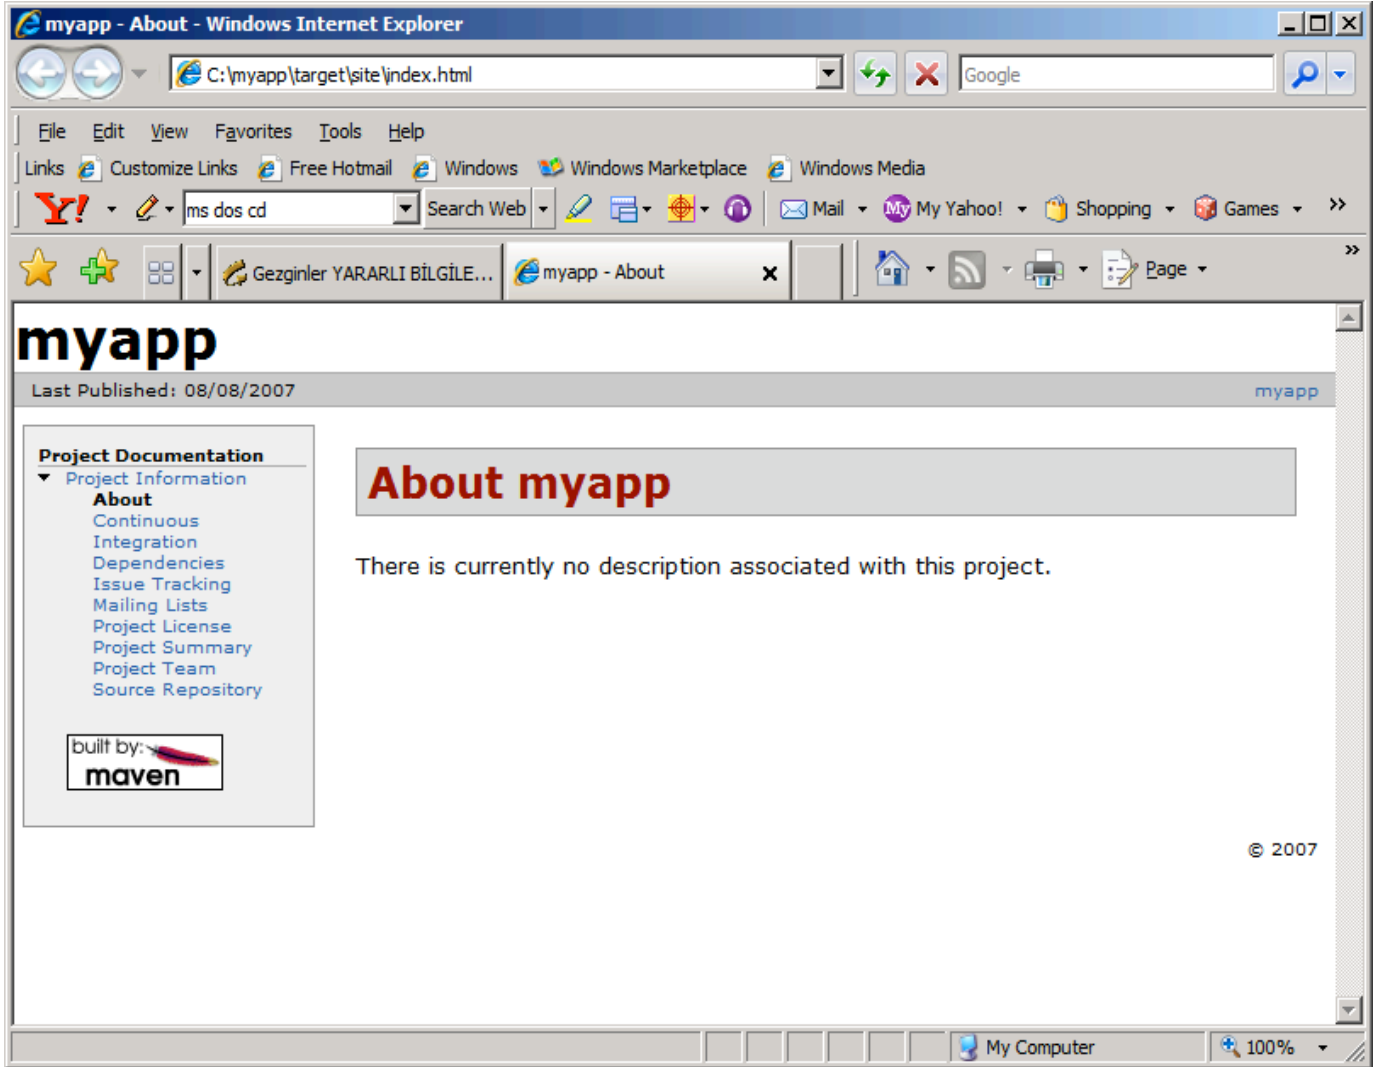 myapp - About - Windows Internet Explorer
C:\myapp\target\site\index.html
Google
File Edit View Favorites Tools Help
Links Customize Links Free Hotmail Windows Windows Marketplace Windows Media
Y! ms dos cd Search Web Mail My My Yahoo! Shopping Games »
Gezginler YARARLI BİLGİLE... myapp - About Page »
myapp
Last Published: 08/08/2007 myapp
Project Documentation
Project Information
About
Continuous
Integration
Dependencies
Issue Tracking
Mailing Lists
Project License
Project Summary
Project Team
Source Repository
built by:
maven
About myapp
There is currently no description associated with this project.
© 2007
My Computer 100%